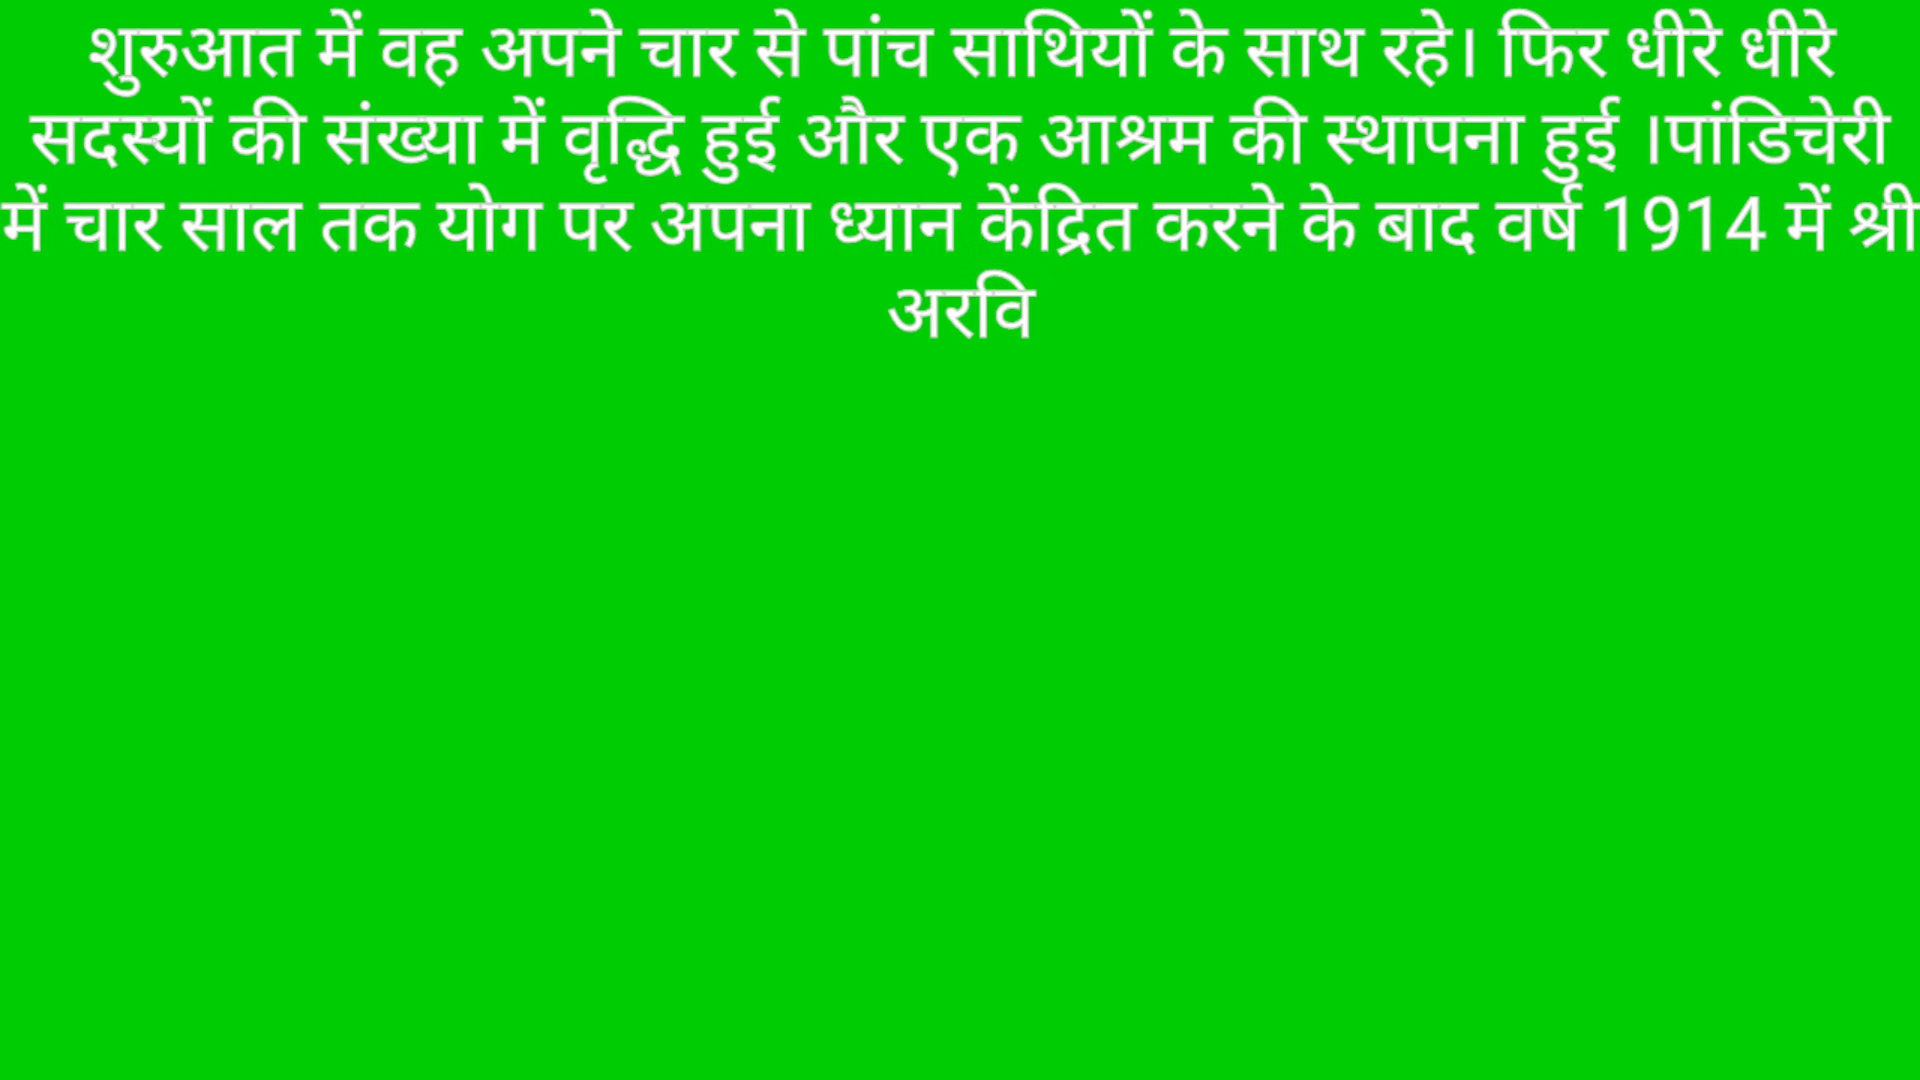 शुरुआत में वह अपने चार से पांच साथियों के साथ रहे। फिर धीरे धीरे
सदस्यों की संख्या में वृद्धि हुई और एक आश्रम की स्थापना हुई ।पांडिचेरी
में चार साल तक योग पर अपना ध्यान केंद्रित करने के बाद वर्ष 1914 में श्री
अरवि